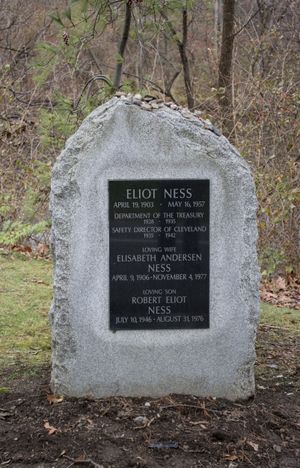 ELIOT NESS
APRIL 19, 1903 - MAY 16, 1957
DEPARTMENT OF THE TREASURY
1928 - 1935
SAFETY DIRECTOR OF CLEVELAND
1935 - 1942
LOVING WIFE
ELISABETH ANDERSEN
NESS
APRIL 9, 1906-NOVEMBER 4, 1977
LOVING SON
ROBERT ELIOT
NESS
JULY 10, 1946-AUGUST 31, 1976